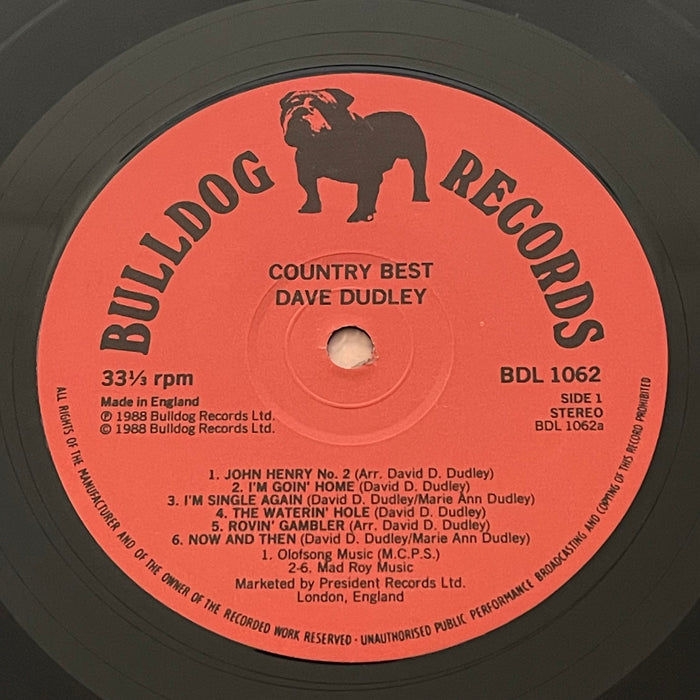 BULLDOG RECORDS
COUNTRY BEST
DAVE DUDLEY
33⅓ rpm
BDL 1062
Made in England
℗ 1988 Bulldog Records Ltd.
© 1988 Bulldog Records Ltd.
SIDE 1
STEREO
BDL 1062a
1. JOHN HENRY No. 2 (Arr. David D. Dudley)
2. I'M GOIN' HOME (David D. Dudley)
3. I'M SINGLE AGAIN (David D. Dudley/Marie Ann Dudley)
4. THE WATERIN' HOLE (David D. Dudley)
5. ROVIN' GAMBLER (Arr. David D. Dudley)
6. NOW AND THEN (David D. Dudley/Marie Ann Dudley)
1. Olofsong Music (M.C.P.S.)
2-6. Mad Roy Music
Marketed by President Records Ltd.
London, England
ALL RIGHTS OF THE MANUFACTURER AND OF THE OWNER OF THE RECORDED WORK RESERVED · UNAUTHORISED PUBLIC PERFORMANCE BROADCASTING AND COPYING OF THIS RECORD PROHIBITED